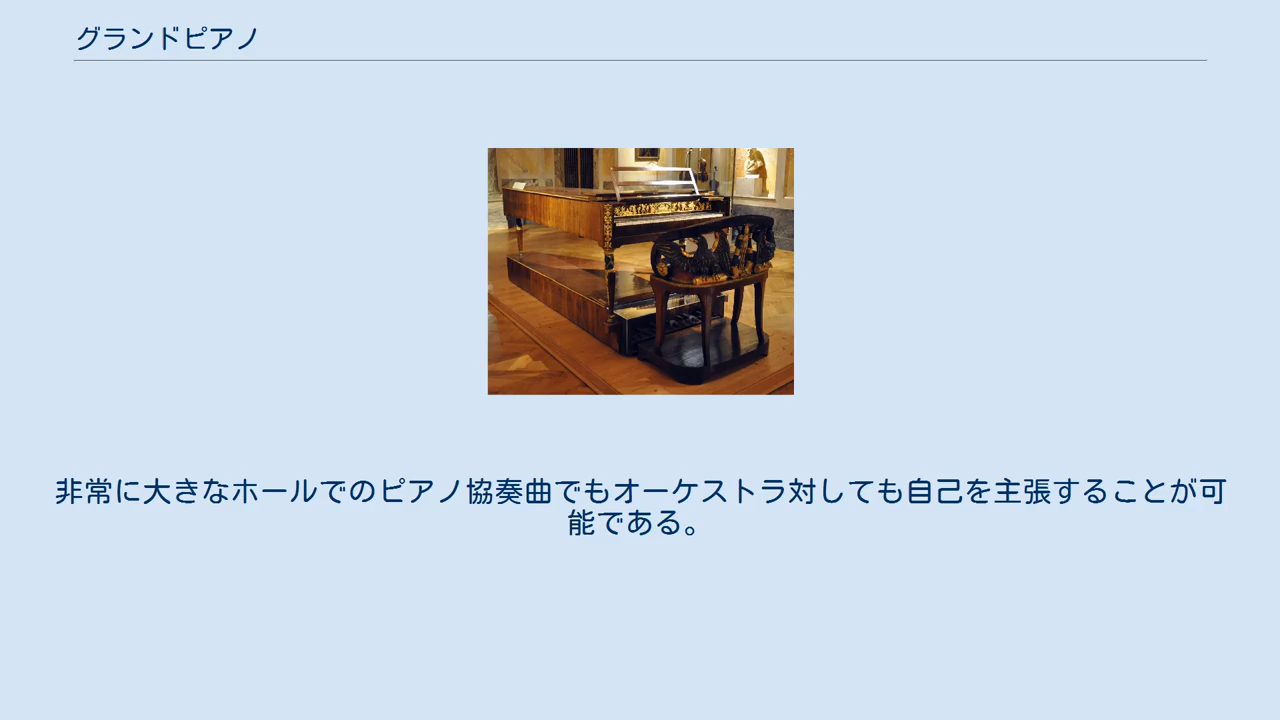 グランドピアノ
非常に大きなホールでのピアノ協奏曲でもオーケストラ対しても自己を主張することが可
能である。